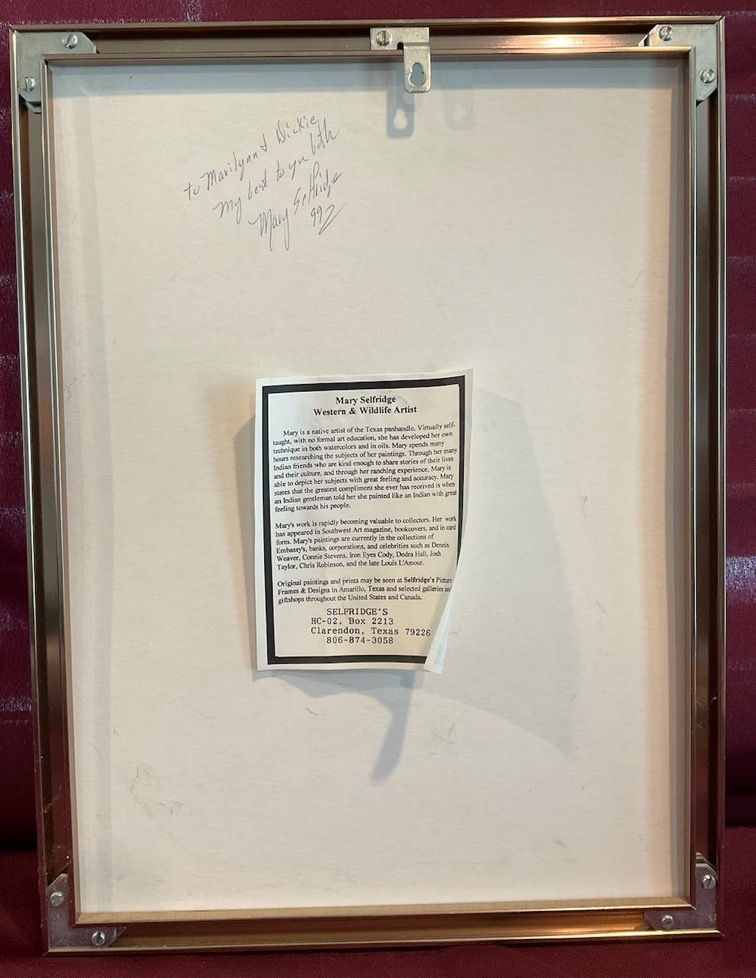 to Marilynn & Dickie
my best to you both
Mary Selfridge
992
Mary Selfridge
Western & Wildlife Artist
Mary is a native artist of the Texas panhandle. Virtually self-
taught, with no formal art education, she has developed her own
technique in both watercolors and in oils. Mary spends many
hours researching the subjects of her paintings. Through her many
Indian friends who are kind enough to share stories of their lives
and their culture, and through her ranching experience, Mary is
able to depict her subjects with great feeling and accuracy. Mary
states that the greatest compliment she ever has received is when
an Indian gentleman told her she painted like an Indian with great
feeling towards his people.
Mary's work is rapidly becoming valuable to collectors. Her work
has appeared in Southwest Art magazine, bookcovers, and in card
form. Mary's paintings are currently in the collections of
Embassy's, banks, corporations, and celebrities such as Dennis
Weaver, Connie Stevens, Iron Eyes Cody, Dedra Hall, Josh
Taylor, Chris Robinson, and the late Louis L'Amour.
Original paintings and prints may be seen at Selfridge's Picture
Frames & Designs in Amarillo, Texas and selected galleries and
giftshops throughout the United States and Canada.
SELFRIDGE'S
HC-02, Box 2213
Clarendon, Texas 79226
806-874-3058